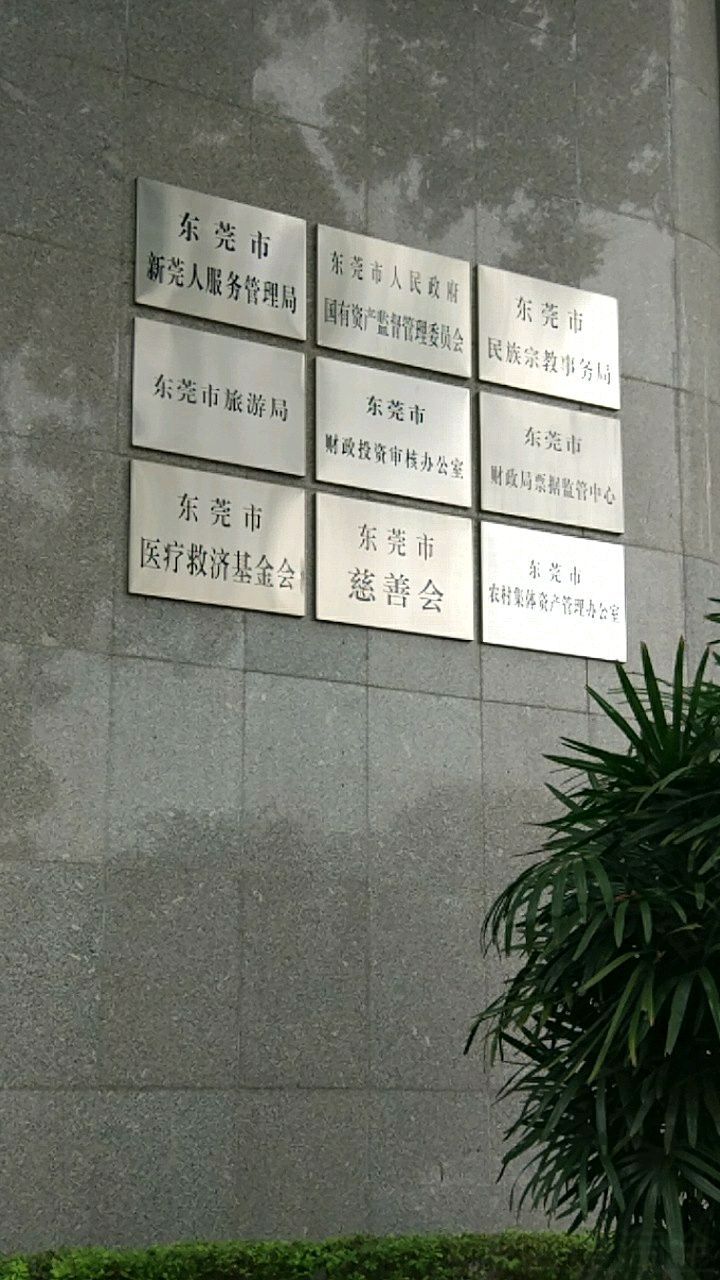 东莞市
新莞人服务管理局
东莞市人民政府
国有资产监督管理委员会
东莞市
民族宗教事务局
东莞市旅游局
东莞市
财政投资审核办公室
东莞市
财政局票据监管中心
东莞市
医疗救济基金会
东莞市
慈善会
东莞市
农村集体资产管理办公室